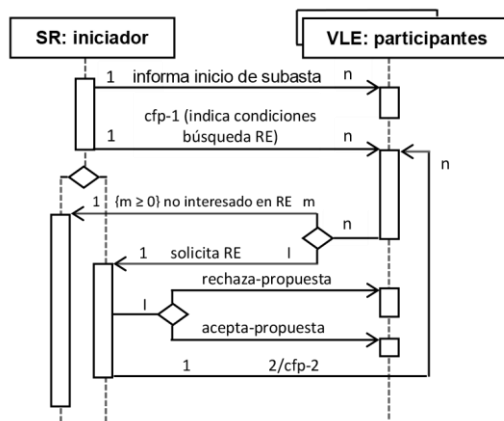 SR: iniciador
VLE: participantes
1 informa inicio de subasta n
cfp-1 (indica condiciones
1 búsqueda RE) n
n
1 {m ≥ 0} no interesado en RE m
n
1 solicita RE l
rechaza-propuesta
l
acepta-propuesta
1 2/cfp-2